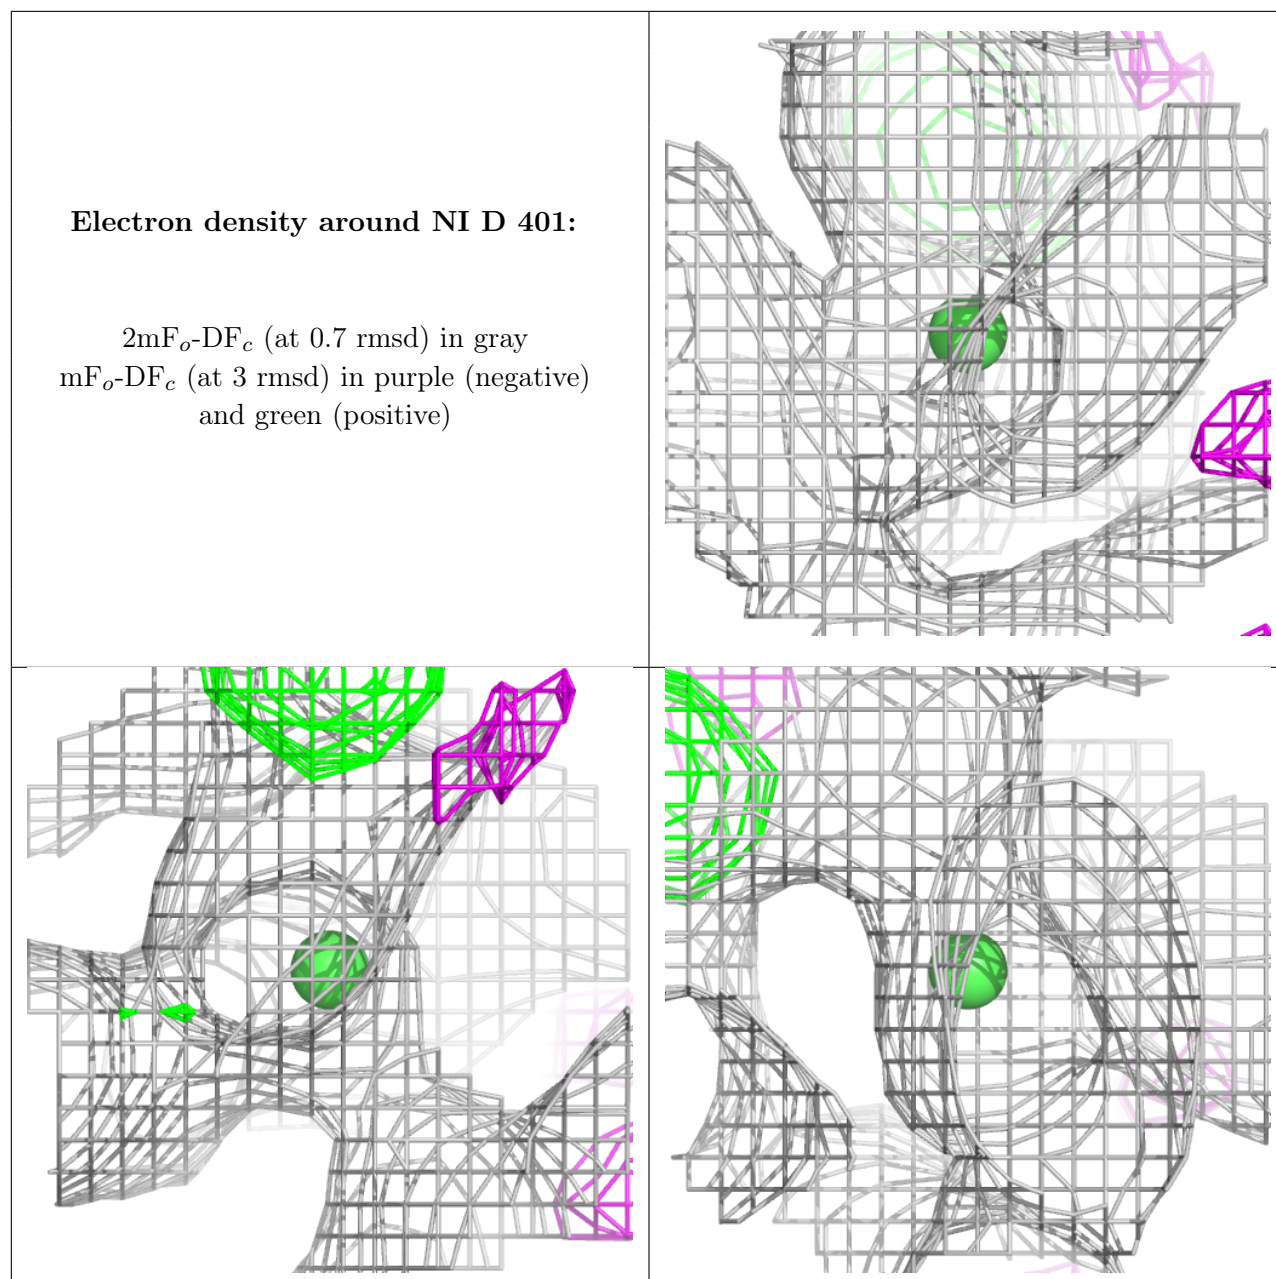 Electron density around NI D 401:
2mFo-DFc (at 0.7 rmsd) in gray
mFo-DFc (at 3 rmsd) in purple (negative)
and green (positive)